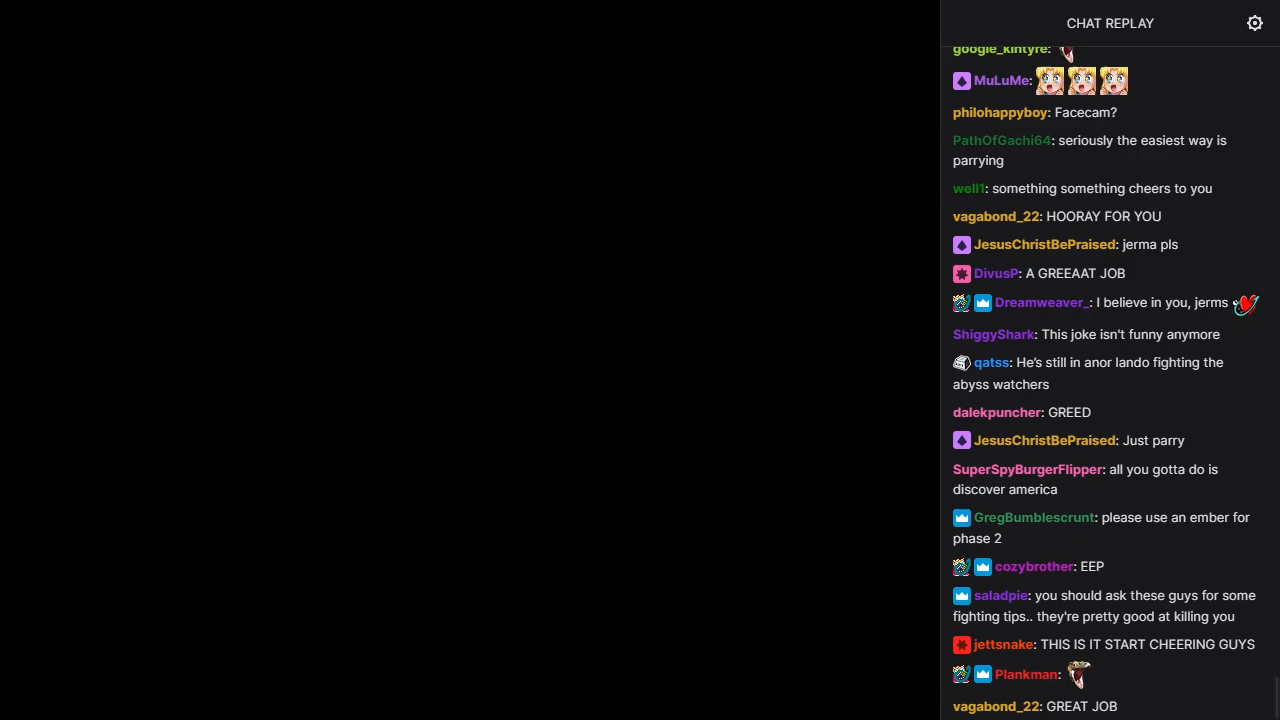 CHAT REPLAY
google_kintyre:
MuLuMe:
philohappyboy: Facecam?
PathOfGachi64: seriously the easiest way is
parrying
well1: something something cheers to you
vagabond_22: HOORAY FOR YOU
JesusChristBePraised: jerma pls
DivusP: A GREEAAT JOB
Dreamweaver_: I believe in you, jerms
ShiggyShark: This joke isn't funny anymore
qatss: He's still in anor lando fighting the
abyss watchers
dalekpuncher: GREED
JesusChristBePraised: Just parry
SuperSpyBurgerFlipper: all you gotta do is
discover america
GregBumblescrunt: please use an ember for
phase 2
cozybrother: EEP
saladpie: you should ask these guys for some
fighting tips.. they're pretty good at killing you
jettsnake: THIS IS IT START CHEERING GUYS
Plankman:
vagabond_22: GREAT JOB